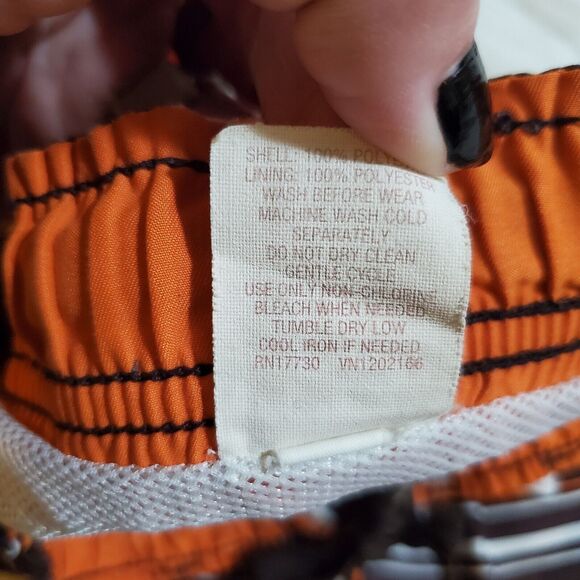 SHELL: 100% POLYE
LINING: 100% POLYESTER
WASH BEFORE WEAR
MACHINE WASH COLD
SEPARATELY
DO NOT DRY CLEAN
GENTLE CYCLE
USE ONLY NON-CHLORINE
BLEACH WHEN NEEDED
TUMBLE DRY LOW
COOL IRON IF NEEDED
RN17730 VN1202166